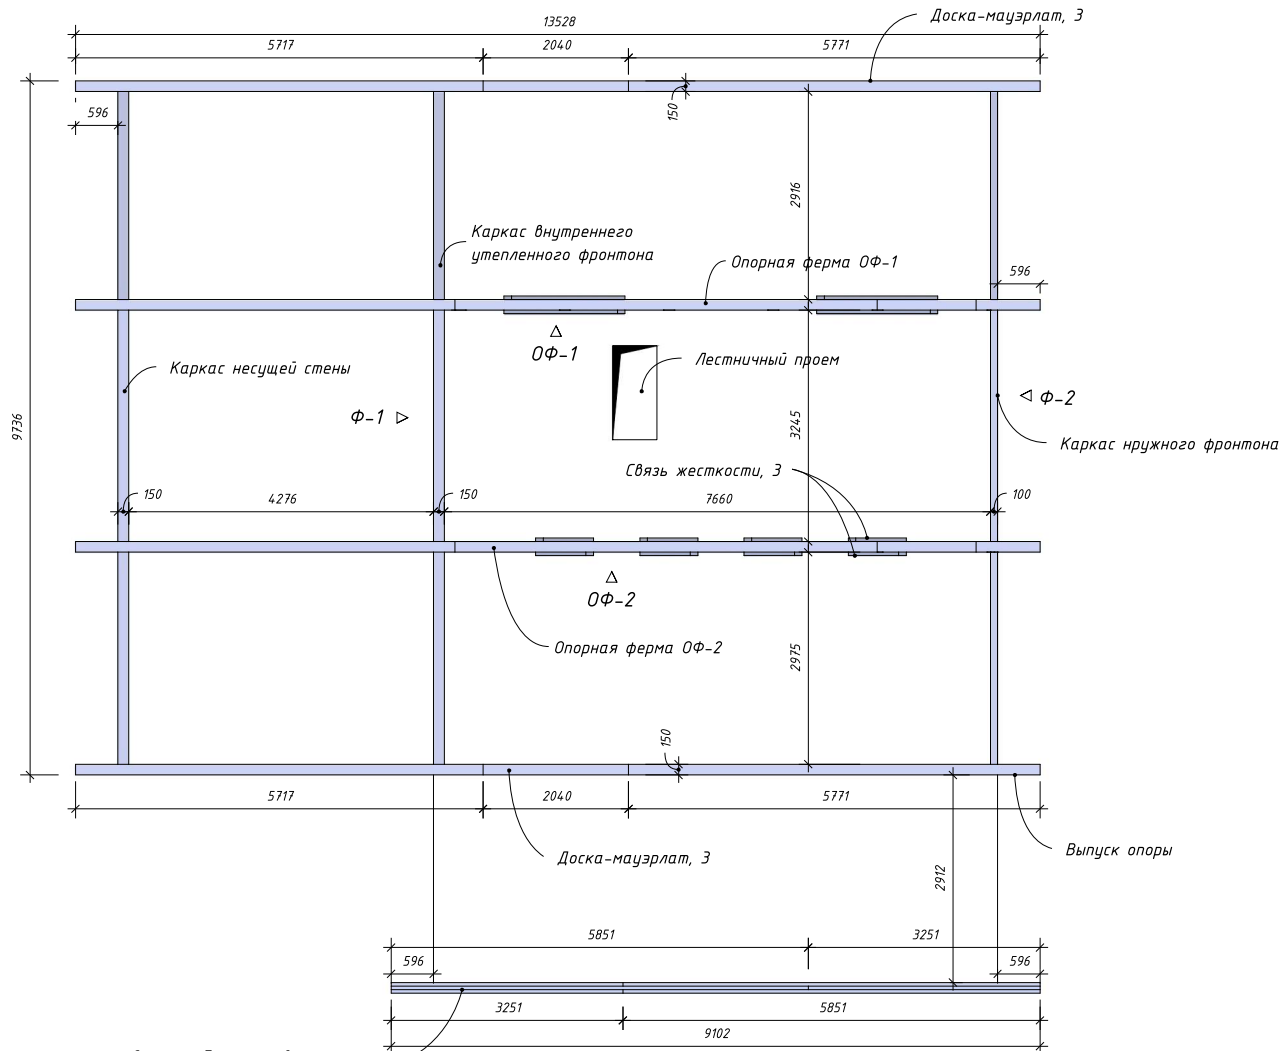 Доска-мауэрлат, 3
13528
5717
2040
5771
596
150
2916
Каркас внутреннего
утепленного фронтона
Опорная ферма ОФ-1
596
ОФ-1
Лестничный проем
Каркас несущей стены
Ф-1
Ф-2
9736
3245
Каркас нружного фронтона
Связь жесткости, 3
150
4276
150
7660
100
ОФ-2
Опорная ферма ОФ-2
2975
150
5717
2040
5771
Доска-мауэрлат, 3
Выпуск опоры
2912
5851
3251
596
596
3251
5851
9102